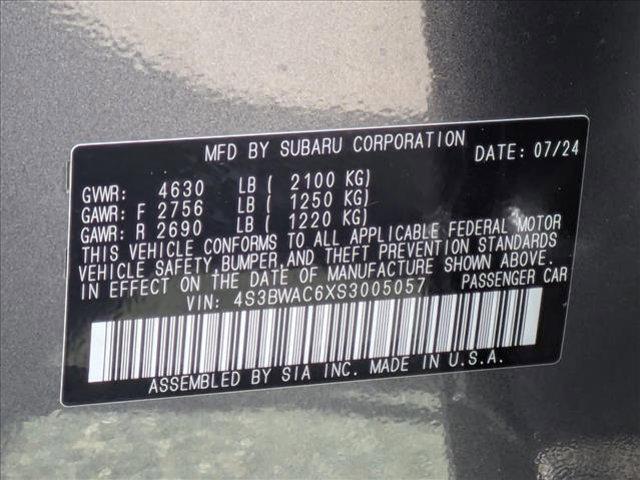 MFD BY SUBARU CORPORATION
DATE: 07/24
GVWR: 4630 LB ( 2100 KG)
GAWR: F 2756 LB ( 1250 KG)
GAWR: R 2690 LB ( 1220 KG)
THIS VEHICLE CONFORMS TO ALL APPLICABLE FEDERAL MOTOR
VEHICLE SAFETY, BUMPER, AND THEFT PREVENTION STANDARDS
IN EFFECT ON THE DATE OF MANUFACTURE SHOWN ABOVE.
VIN: 4S3BWAC6XS3005057 PASSENGER CAR
ASSEMBLED BY SIA INC. MADE IN U.S.A.